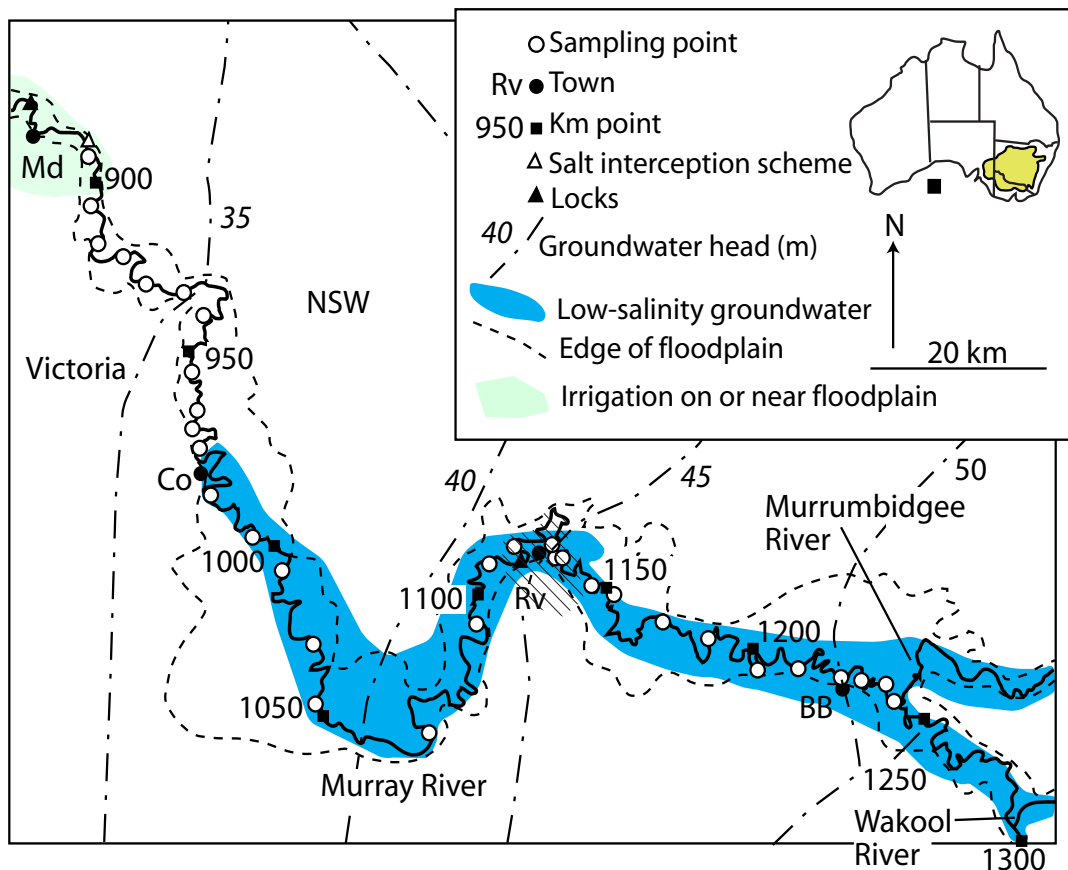 Sampling point
Rv Town
950 Km point
Salt interception scheme
Locks
40 Groundwater head (m)
Low-salinity groundwater
Edge of floodplain
Irrigation on or near floodplain
N
20 km
Md
900
35
NSW
Victoria
950
Co
40
45
50
Murrumbidgee
River
1000
1100
Rv
1150
1200
1050
BB
Murray River
1250
Wakool
River
1300